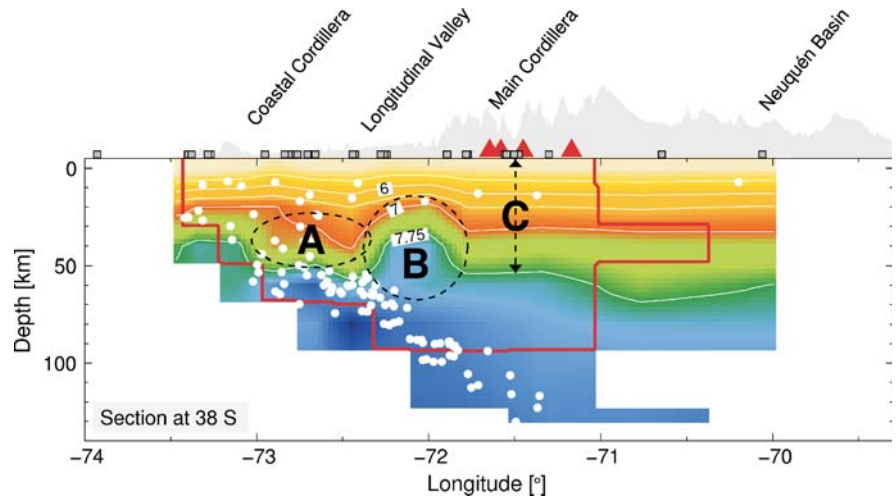 Coastal Cordillera
Longitudinal Valley
Main Cordillera
Neuquén Basin
0
50
100
Depth [km]
6
7
7.75
A
B
C
Section at 38 S
−74
−73
−72
−71
−70
Longitude [°]